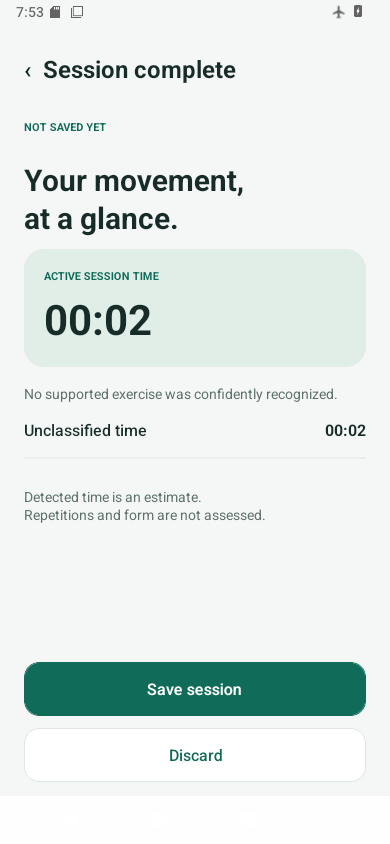 7:53
‹ Session complete
NOT SAVED YET
Your movement,
at a glance.
ACTIVE SESSION TIME
00:02
No supported exercise was confidently recognized.
Unclassified time 00:02
Detected time is an estimate.
Repetitions and form are not assessed.
Save session
Discard